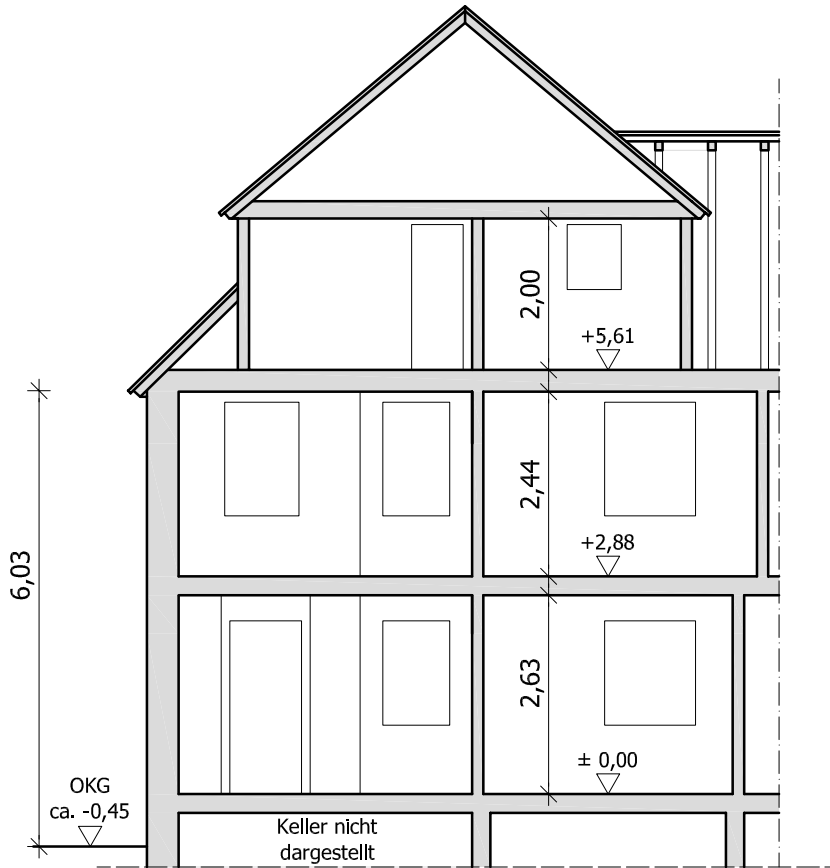 2,00
+5,61
2,44
+2,88
6,03
2,63
± 0,00
OKG
ca. -0,45
Keller nicht
dargestellt